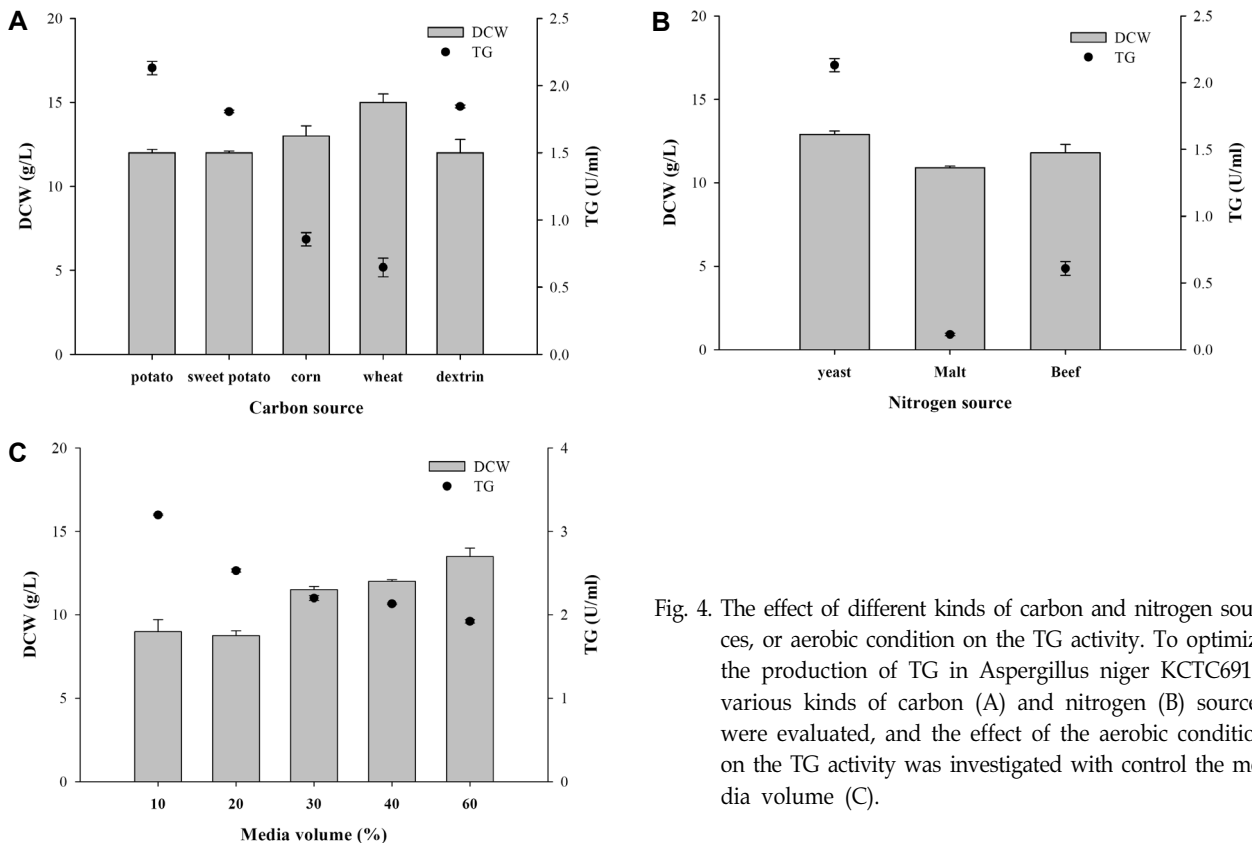 A
20
15
10
5
0
DCW (g/L)
DCW
TG
2.5
2.0
1.5
1.0
0.5
0.0
TG (U/ml)
potato sweet potato corn wheat dextrin
Carbon source
B
20
15
10
5
0
DCW (g/L)
DCW
TG
2.5
2.0
1.5
1.0
0.5
0.0
TG (U/ml)
yeast Malt Beef
Nitrogen source
C
20
15
10
5
0
DCW (g/L)
DCW
TG
4
3
2
1
0
TG (U/ml)
10 20 30 40 60
Media volume (%)
Fig. 4. The effect of different kinds of carbon and nitrogen sour
ces, or aerobic condition on the TG activity. To optimiz
the production of TG in Aspergillus niger KCTC691
various kinds of carbon (A) and nitrogen (B) source
were evaluated, and the effect of the aerobic condition
on the TG activity was investigated with control the me
dia volume (C).